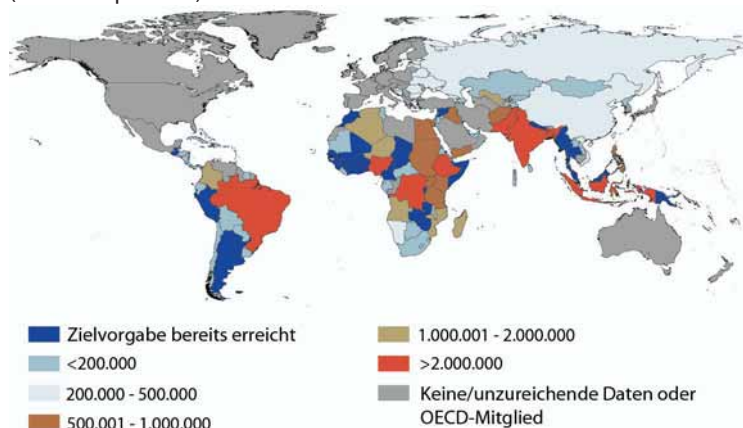 Zielvorgabe bereits erreicht
<200.000
200.000 - 500.000
500.001 - 1.000.000
1.000.001 - 2.000.000
>2.000.000
Keine/unzureichende Daten oder
OECD-Mitglied